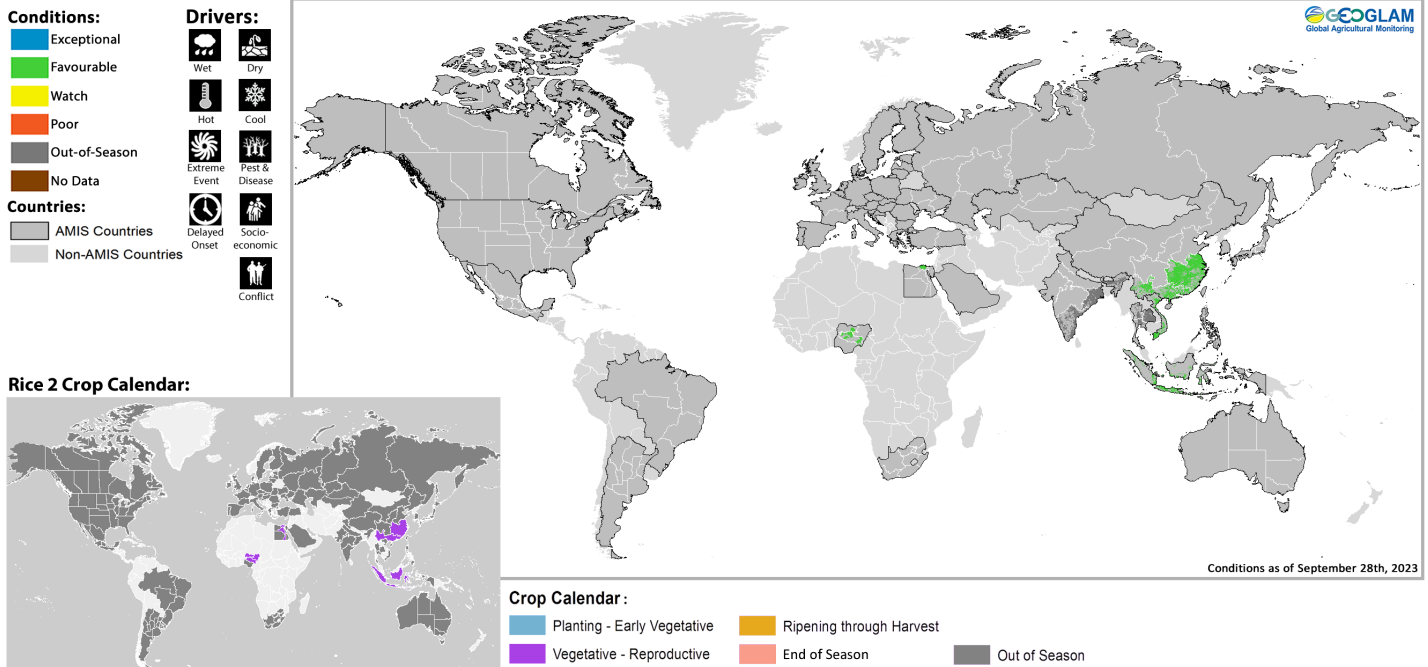 Conditions:
Exceptional
Favourable
Watch
Poor
Out-of-Season
No Data
Countries:
AMIS Countries
Non-AMIS Countries
Drivers:
Wet
Dry
Hot
Cool
Extreme
Event
Pest &
Disease
Delayed
Onset
Socio-
economic
Conflict
GEOGLAM
Global Agricultural Monitoring
Conditions as of September 28th, 2023
Rice 2 Crop Calendar:
Crop Calendar :
Planting - Early Vegetative
Ripening through Harvest
Vegetative - Reproductive
End of Season
Out of Season